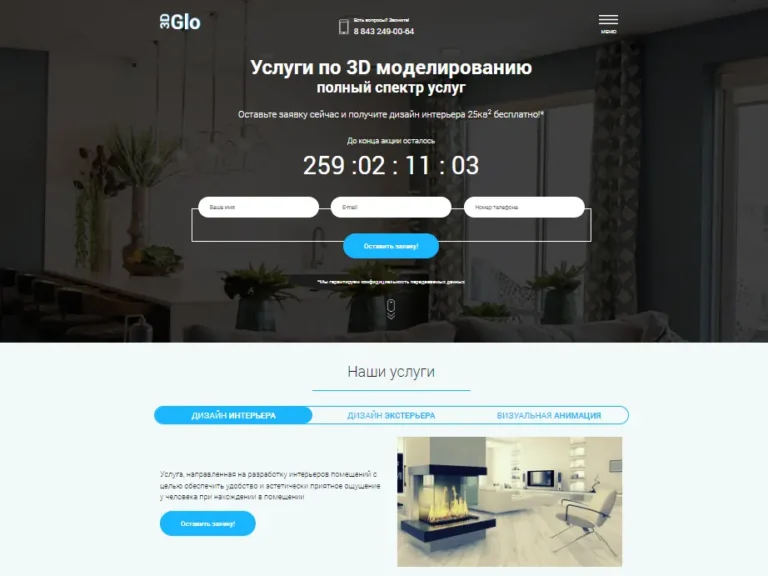 3D Glo
Есть вопросы? Звоните!
8 843 249-00-64
МЕНЮ
Услуги по 3D моделированию
полный спектр услуг
Оставьте заявку сейчас и получите дизайн интерьера 25кв² бесплатно!*
До конца акции осталось
259 :02 : 11 : 03
Ваше имя
E-mail
Номер телефона
Оставить заявку!
*Мы гарантируем конфидициальность передаваемых данных
Наши услуги
ДИЗАЙН ИНТЕРЬЕРА
ДИЗАЙН ЭКСТЕРЬЕРА
ВИЗУАЛЬНАЯ АНИМАЦИЯ
Услуга, направленная на разработку интерьеров помещений с
целью обеспечить удобство и эстетически приятное ощущение
у человека при нахождении в помещении
Оставить заявку!